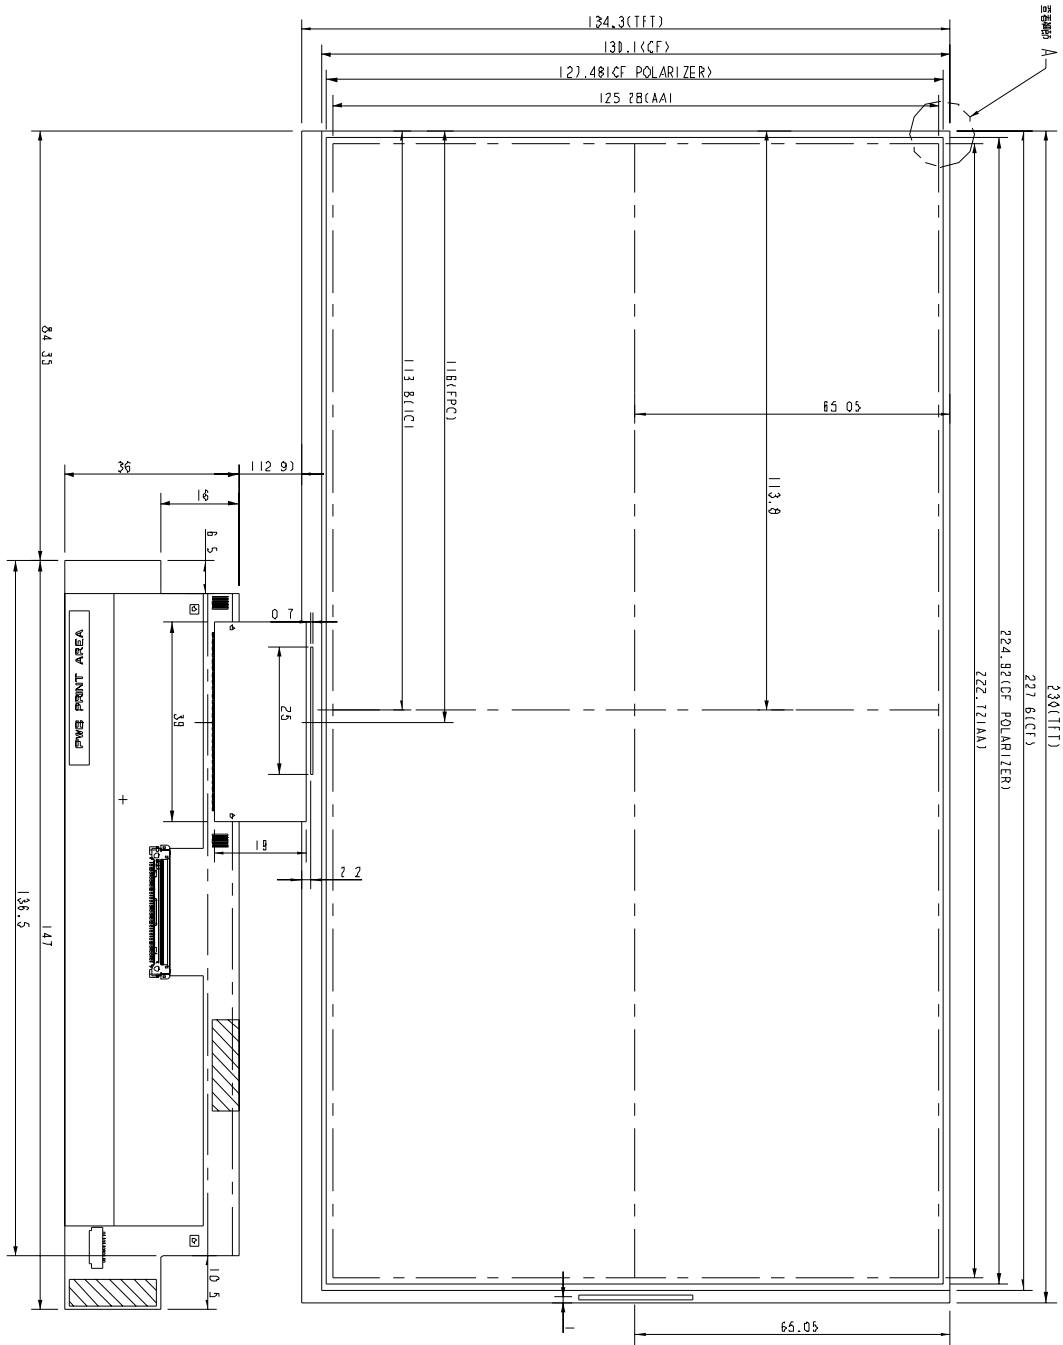 134.3(TFT)
130.1(CF)
127.48(CF POLARIZER)
125.28(AA)
A
84.35
113.8(IC)
116(FPC)
65.05
113.8
36
(12.9)
16
6.5
0.7
230(TFT)
227.6(CF)
224.92(CF POLARIZER)
222.72(AA)
PWB PRINT AREA
39
25
19
2.2
136.5
147
10.5
1
65.05